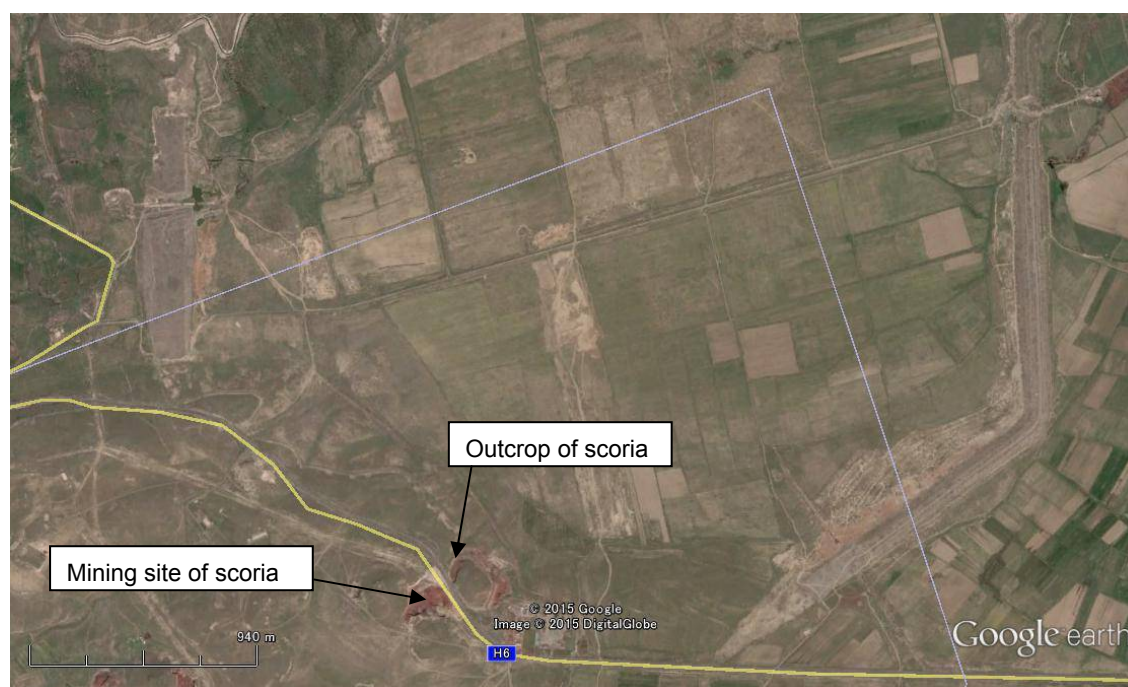 Outcrop of scoria
Mining site of scoria
© 2015 Google
Image © 2015 DigitalGlobe
940 m
H6
Google earth